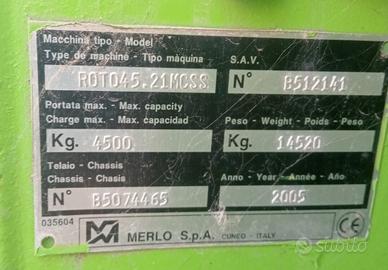 Macchina tipo - Model
Type de machine - Tipo màquina
ROTO45.21MCSS
S.A.V.
N° B512141
Portata max. - Max. capacity
Charge max. - Max. capacidad
Kg. 4500
Peso - Weight - Poids - Peso
Kg. 14520
Telaio - Chassis
Chassis - Chasis
N° B5074465
Anno - Year - Année - Año
2005
035604
M MERLO S.p.A. CUNEO - ITALY
CE
subito